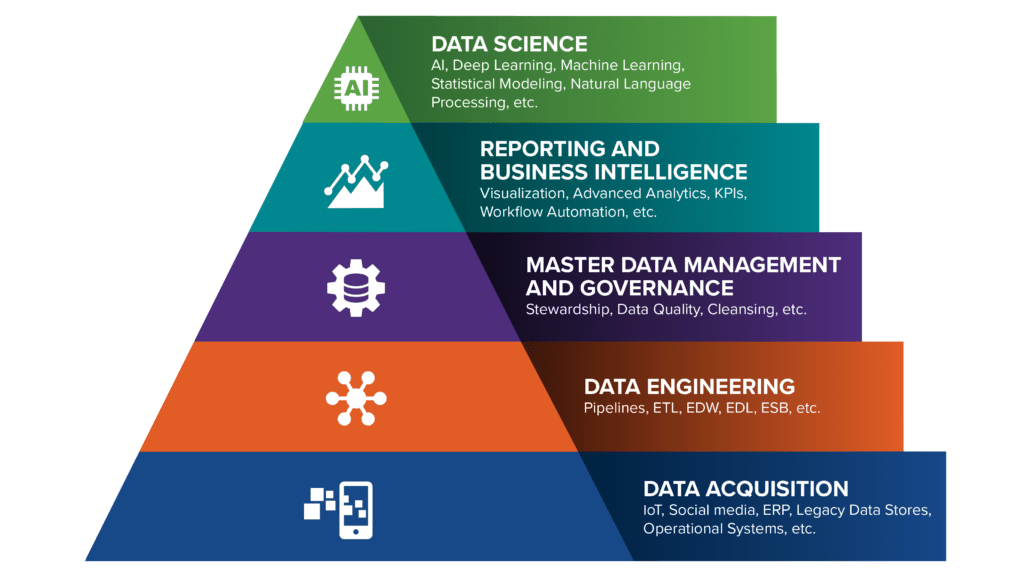 DATA SCIENCE
AI, Deep Learning, Machine Learning,
Statistical Modeling, Natural Language
Processing, etc.
AI
REPORTING AND
BUSINESS INTELLIGENCE
Visualization, Advanced Analytics, KPIs,
Workflow Automation, etc.
MASTER DATA MANAGEMENT
AND GOVERNANCE
Stewardship, Data Quality, Cleansing, etc.
DATA ENGINEERING
Pipelines, ETL, EDW, EDL, ESB, etc.
DATA ACQUISITION
IoT, Social media, ERP, Legacy Data Stores,
Operational Systems, etc.